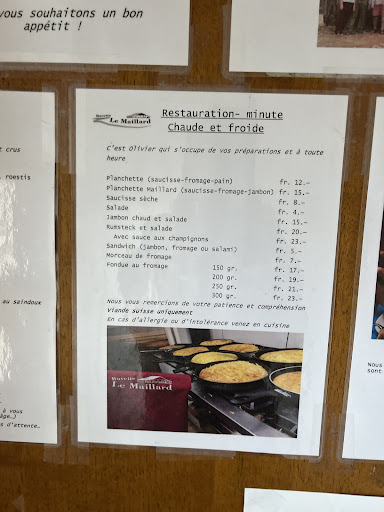 vous souhaitons un bon
appétit !
t crus
, roestis
au saindoux
à vous
âge…)
s d'attente…
Buvette
Le Maillard
Restauration- minute
Chaude et froide
C'est Olivier qui s'occupe de vos préparations et à toute
heure
Planchette (saucisse-fromage-pain) fr. 12.-
Planchette Maillard (saucisse-fromage-jambon) fr. 15.-
Saucisse sèche fr. 8.-
Salade fr. 4.-
Jambon chaud et salade fr. 15.-
Rumsteck et salade fr. 20.-
Avec sauce aux champignons fr. 23.-
Sandwich (jambon, fromage ou salami) fr. 5.-
Morceau de fromage fr. 7.-
Fondue au fromage 150 gr. fr. 17.-
200 gr. fr. 19.-
250 gr. fr. 21.-
300 gr. fr. 23.-
Nous vous remercions de votre patience et compréhension
Viande suisse uniquement
En cas d'allergie ou d'intolérance venez en cuisine
Buvette
Le Maillard
Nous
sont